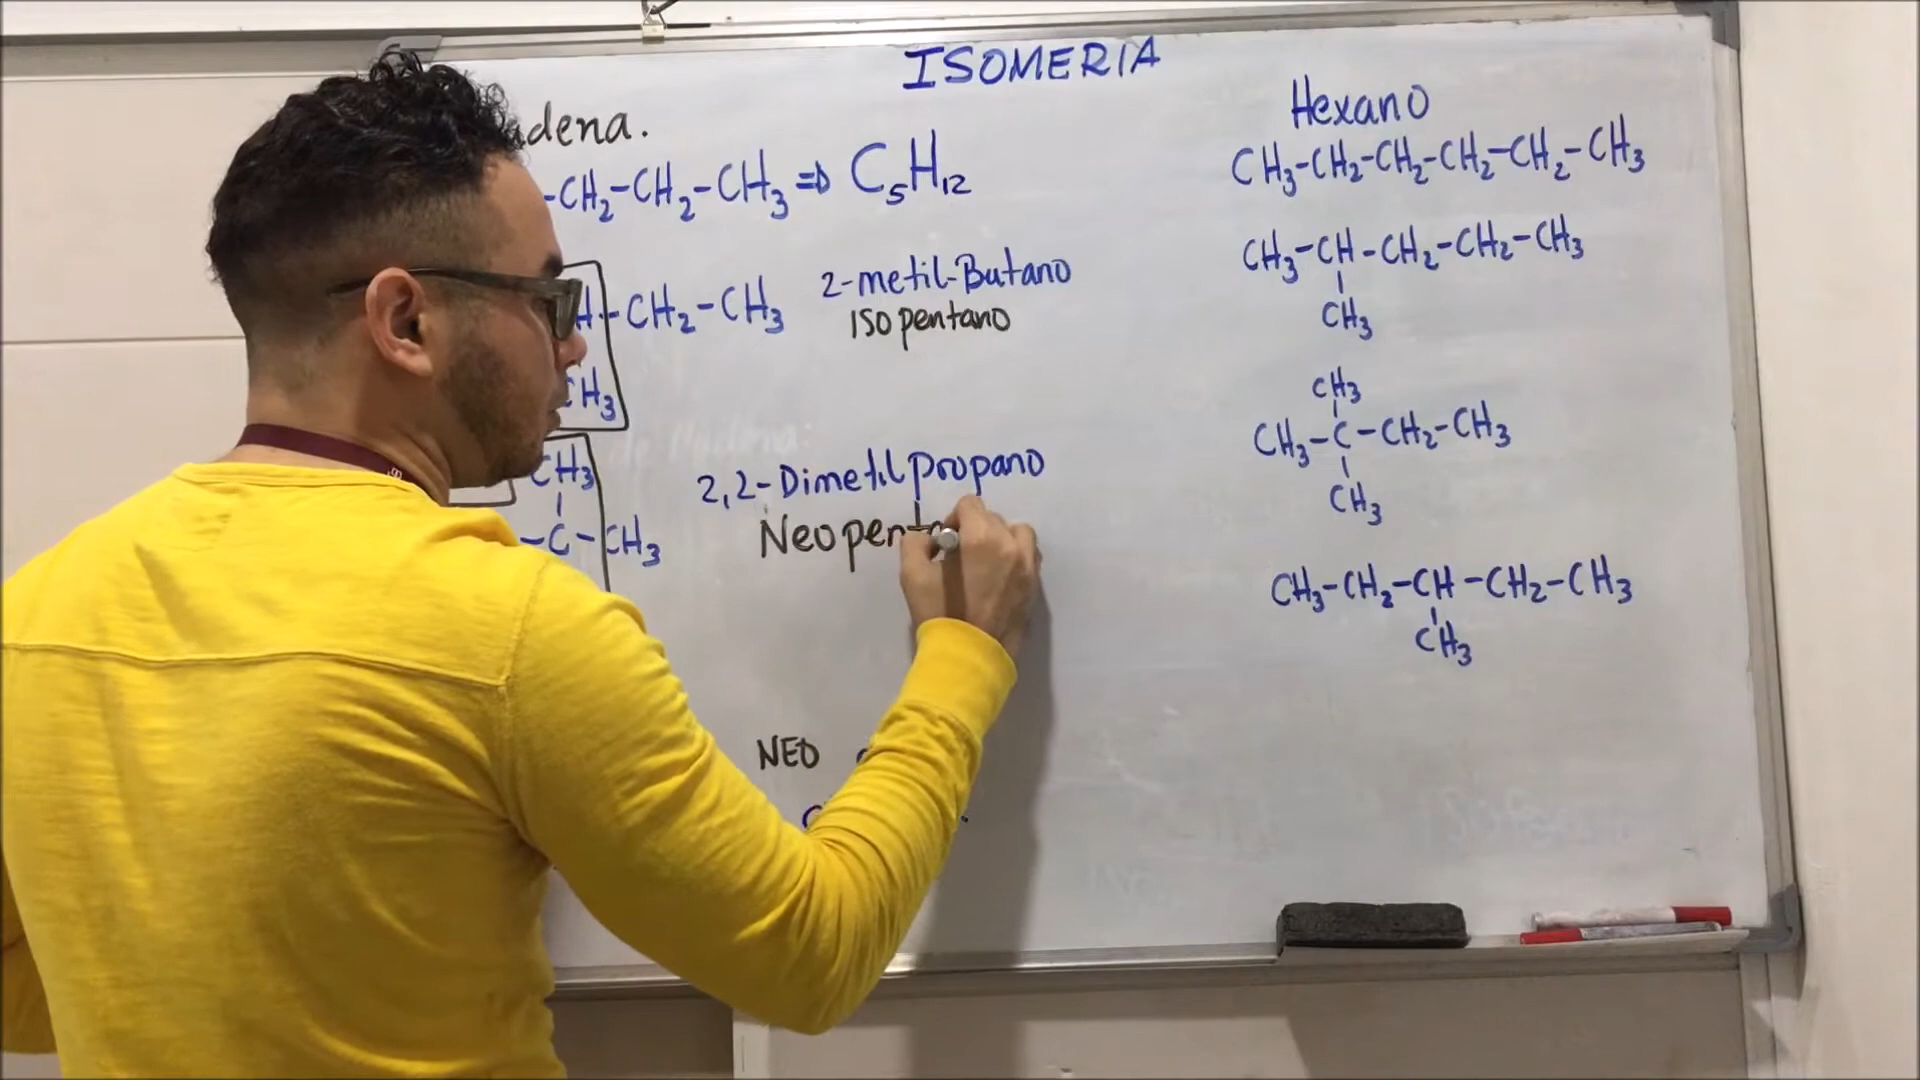 ISOMERIA
adena.
-CH₂-CH₂-CH₃ ⇒ C₅H₁₂
H-CH₂-CH₃
CH₃
2-metil-Butano
Isopentano
CH₃
-C-CH₃
2,2-Dimetilpropano
Neopent
NEO
Hexano
CH₃-CH₂-CH₂-CH₂-CH₂-CH₃
CH₃-CH-CH₂-CH₂-CH₃
CH₃
CH₃
CH₃-C-CH₂-CH₃
CH₃
CH₃-CH₂-CH-CH₂-CH₃
CH₃